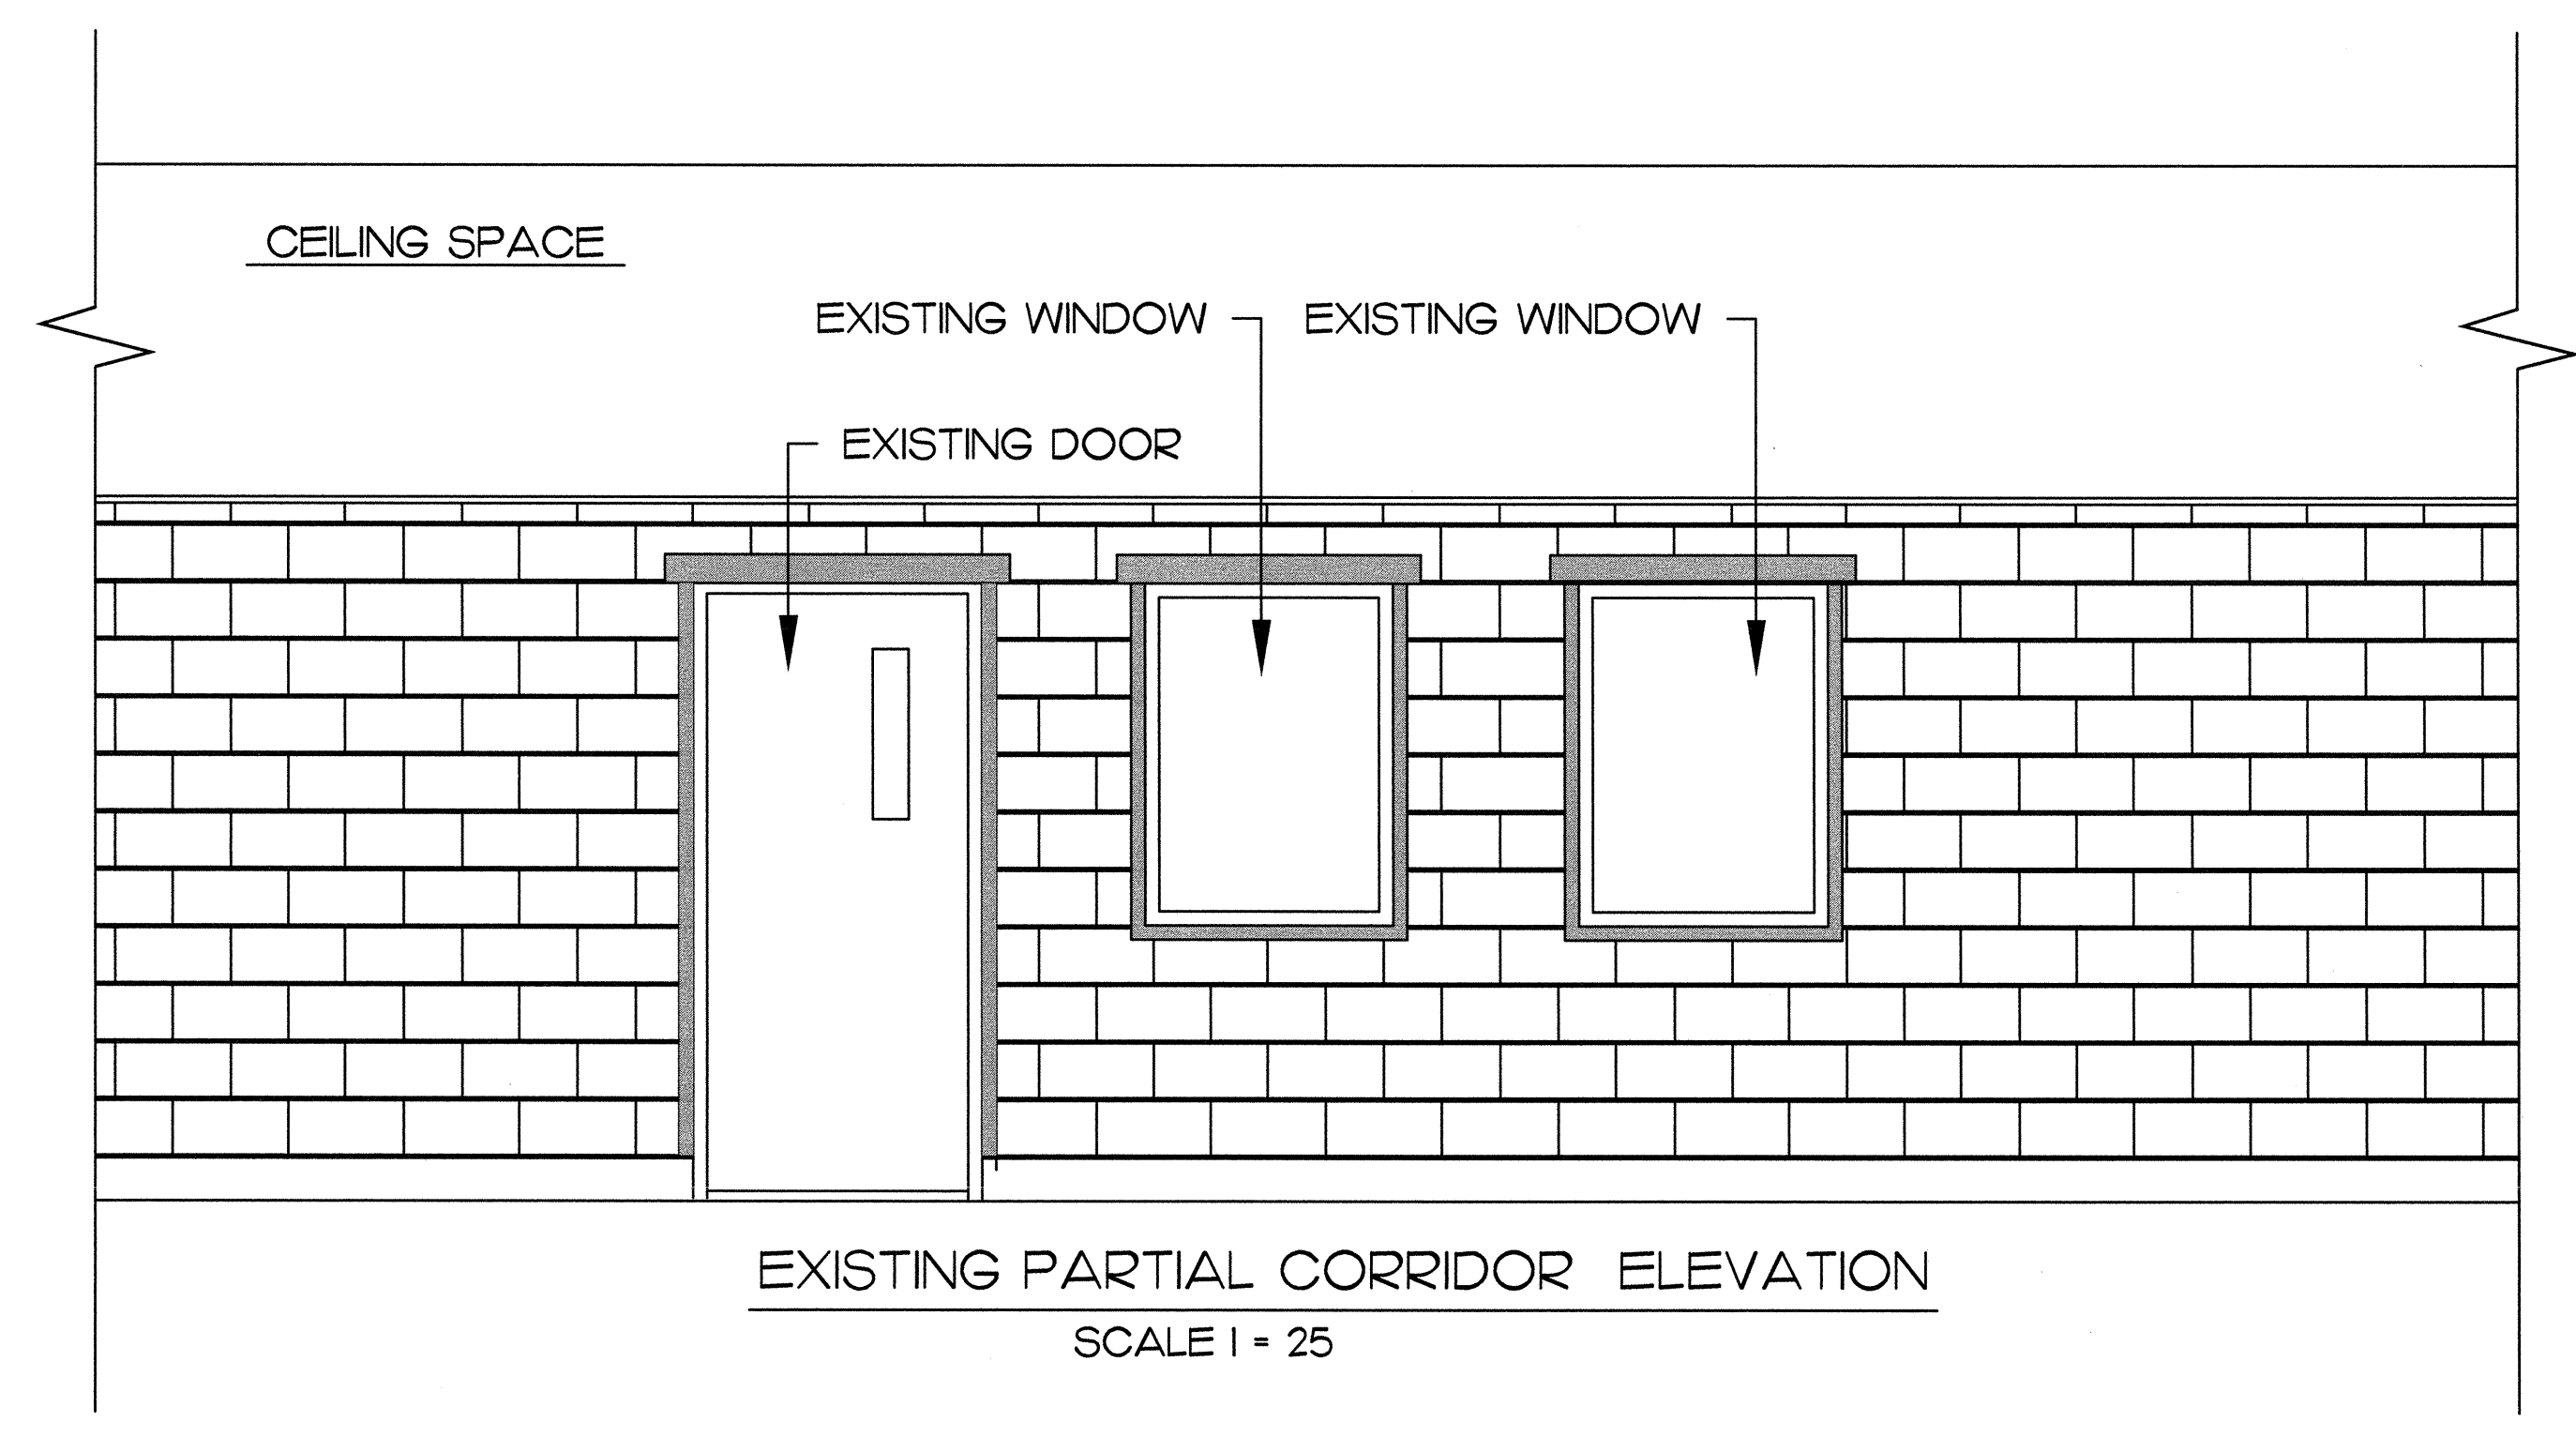 CEILING SPACE
EXISTING WINDOW
EXISTING WINDOW
EXISTING DOOR
EXISTING PARTIAL CORRIDOR ELEVATION
SCALE 1 = 25